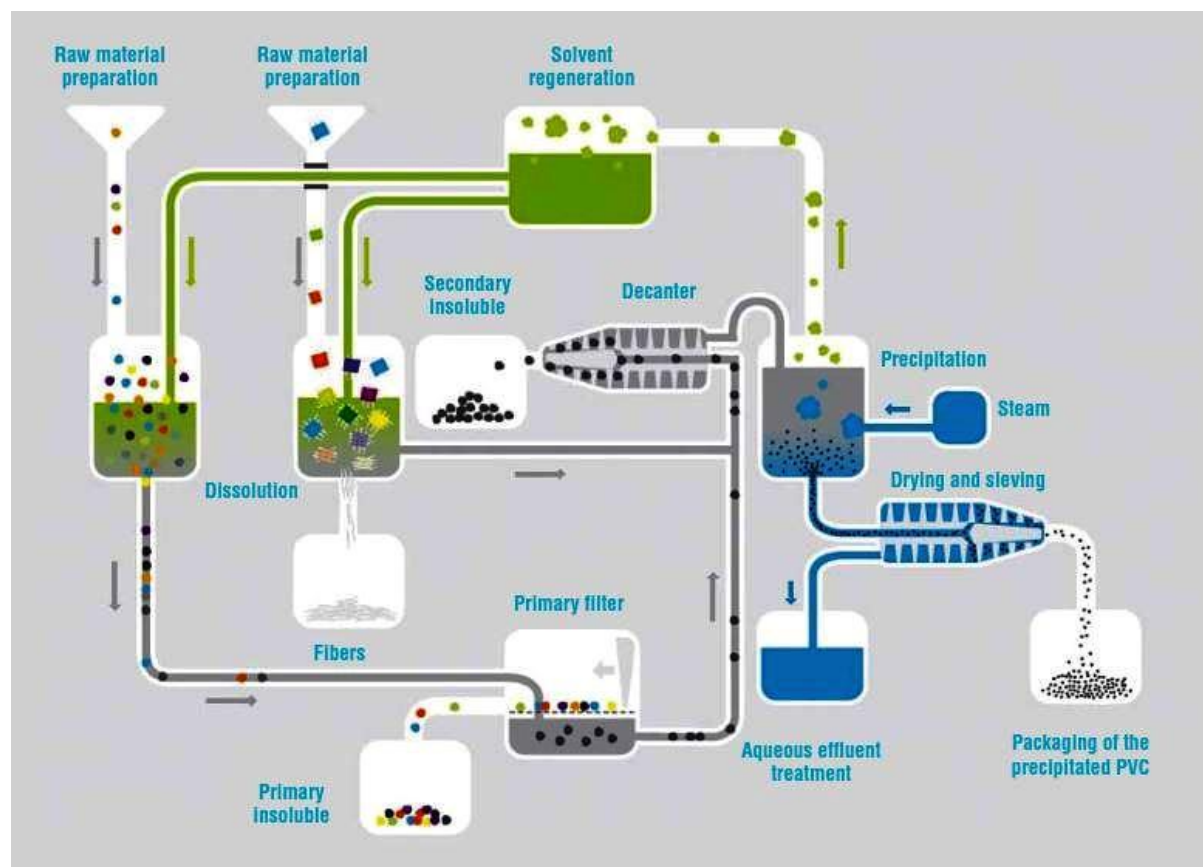 Raw material
preparation
Raw material
preparation
Solvent
regeneration
Secondary
insoluble
Decanter
Precipitation
Steam
Dissolution
Drying and sieving
Primary filter
Fibers
Aqueous effluent
treatment
Packaging of the
precipitated PVC
Primary
insoluble